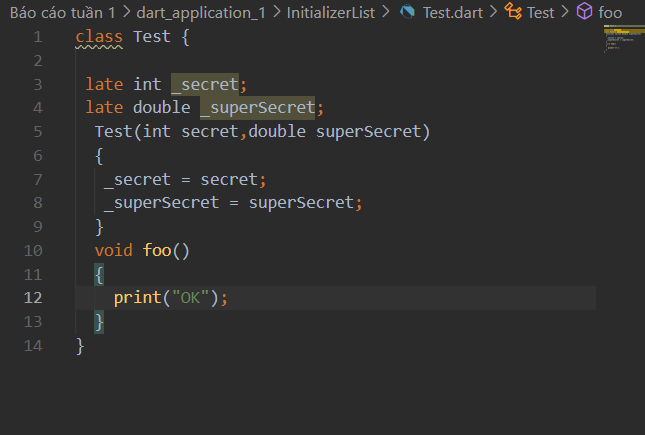 Báo cáo tuần 1 > dart_application_1 > InitializerList > Test.dart > Test > foo
1 class Test {
2
3 late int _secret;
4 late double _superSecret;
5 Test(int secret,double superSecret)
6 {
7 _secret = secret;
8 _superSecret = superSecret;
9 }
10 void foo()
11 {
12 print("OK");
13 }
14 }